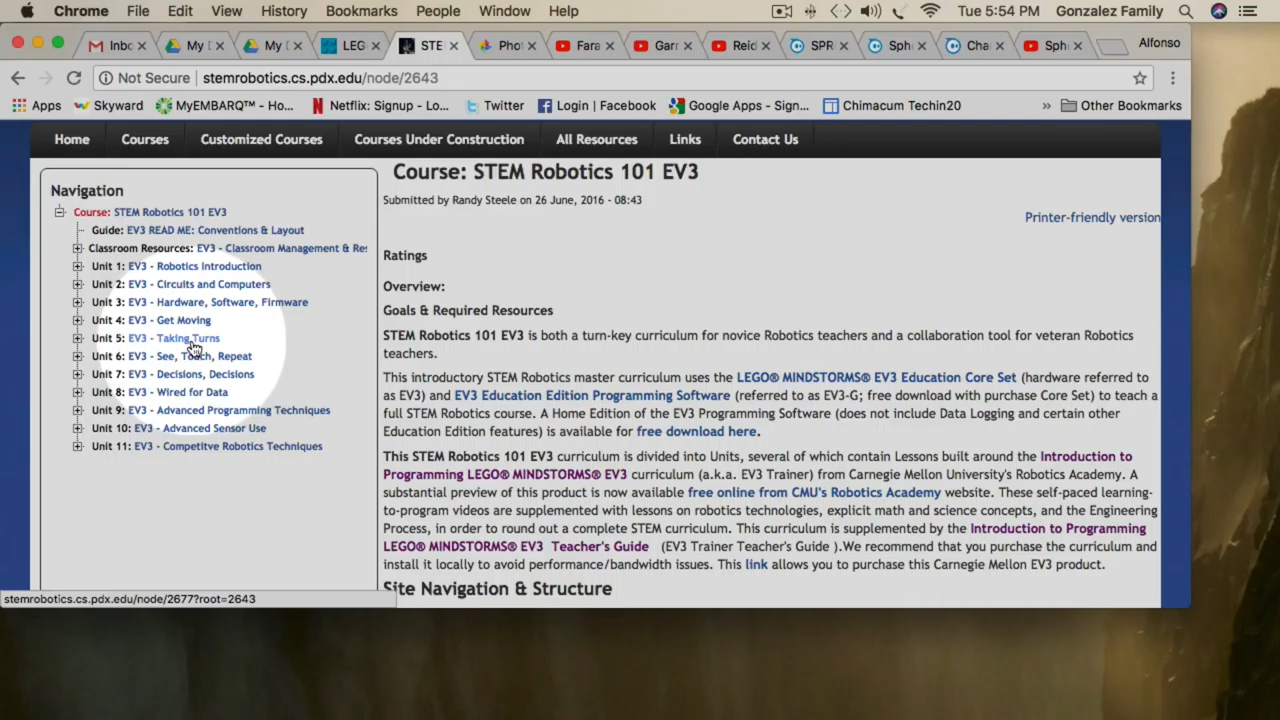 Chrome File Edit View History Bookmarks People Window Help Tue 5:54 PM Gonzalez Family
Inbc My D My D LEG STE Pho Fara Garr Reid SPR Sph Cha Sph Alfonso
Not Secure stemrobotics.cs.pdx.edu/node/2643
Apps Skyward MyEMBARQ™ - Ho... Netflix: Signup - Lo... Twitter Login | Facebook Google Apps - Sign... Chimacum Techin20 » Other Bookmarks
Home Courses Customized Courses Courses Under Construction All Resources Links Contact Us
Navigation
Course: STEM Robotics 101 EV3
Guide: EV3 READ ME: Conventions & Layout
Classroom Resources: EV3 - Classroom Management & Re
Unit 1: EV3 - Robotics Introduction
Unit 2: EV3 - Circuits and Computers
Unit 3: EV3 - Hardware, Software, Firmware
Unit 4: EV3 - Get Moving
Unit 5: EV3 - Taking Turns
Unit 6: EV3 - See, Touch, Repeat
Unit 7: EV3 - Decisions, Decisions
Unit 8: EV3 - Wired for Data
Unit 9: EV3 - Advanced Programming Techniques
Unit 10: EV3 - Advanced Sensor Use
Unit 11: EV3 - Competitve Robotics Techniques
Course: STEM Robotics 101 EV3
Submitted by Randy Steele on 26 June, 2016 - 08:43
Printer-friendly version
Ratings
Overview:
Goals & Required Resources
STEM Robotics 101 EV3 is both a turn-key curriculum for novice Robotics teachers and a collaboration tool for veteran Robotics
teachers.
This introductory STEM Robotics master curriculum uses the LEGO® MINDSTORMS® EV3 Education Core Set (hardware referred to
as EV3) and EV3 Education Edition Programming Software (referred to as EV3-G; free download with purchase Core Set) to teach a
full STEM Robotics course. A Home Edition of the EV3 Programming Software (does not include Data Logging and certain other
Education Edition features) is available for free download here.
This STEM Robotics 101 EV3 curriculum is divided into Units, several of which contain Lessons built around the Introduction to
Programming LEGO® MINDSTORMS® EV3 curriculum (a.k.a. EV3 Trainer) from Carnegie Mellon University's Robotics Academy. A
substantial preview of this product is now available free online from CMU's Robotics Academy website. These self-paced learning-
to-program videos are supplemented with lessons on robotics technologies, explicit math and science concepts, and the Engineering
Process, in order to round out a complete STEM curriculum. This curriculum is supplemented by the Introduction to Programming
LEGO® MINDSTORMS® EV3 Teacher's Guide (EV3 Trainer Teacher's Guide ).We recommend that you purchase the curriculum and
install it locally to avoid performance/bandwidth issues. This link allows you to purchase this Carnegie Mellon EV3 product.
Site Navigation & Structure
stemrobotics.cs.pdx.edu/node/2677?root=2643